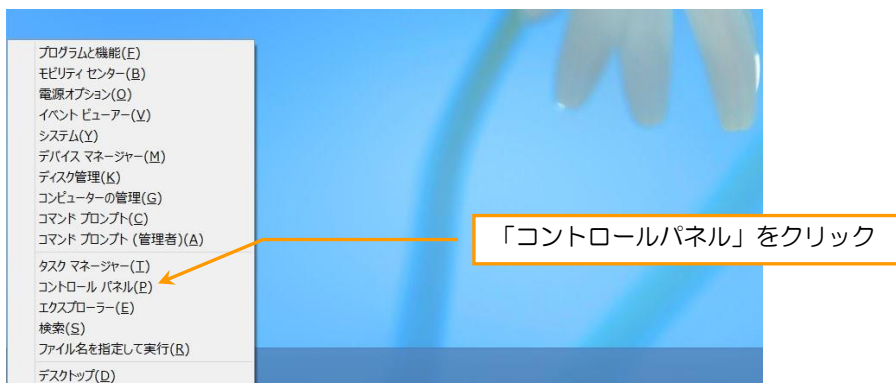 プログラムと機能(F)
モビリティ センター(B)
電源オプション(O)
イベント ビューアー(V)
システム(Y)
デバイス マネージャー(M)
ディスク管理(K)
コンピューターの管理(G)
コマンド プロンプト(C)
コマンド プロンプト (管理者)(A)
タスク マネージャー(T)
コントロール パネル(P)
エクスプローラー(E)
検索(S)
ファイル名を指定して実行(R)
デスクトップ(D)
「コントロールパネル」をクリック